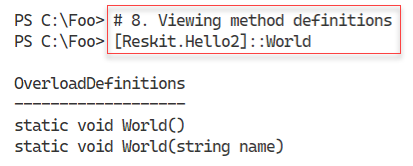 PS C:\Foo> # 8. Viewing method definitions
PS C:\Foo> [Reskit.Hello2]::World
OverloadDefinitions
-------------------
static void World()
static void World(string name)